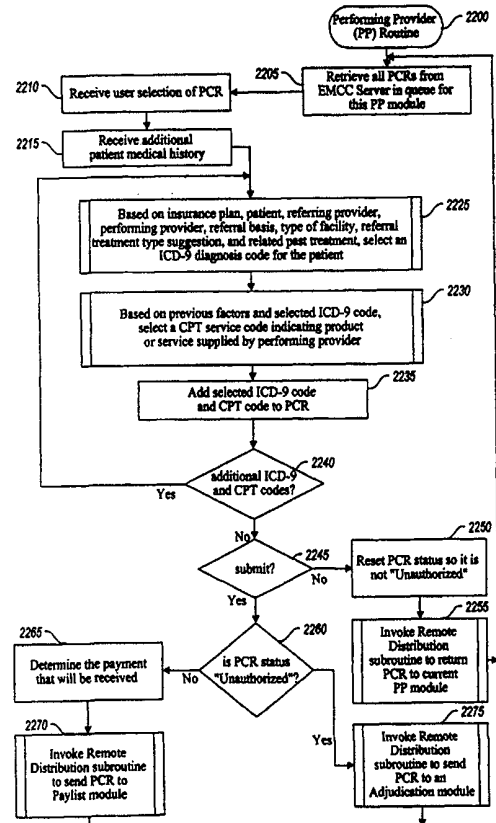 2200
Performing Provider
(PP) Routine
2205
Retrieve all PCRs from
EMCC Server in queue for
this PP module
2210
Receive user selection of PCR
2215
Receive additional
patient medical history
2225
Based on insurance plan, patient, referring provider,
performing provider, referral basis, type of facility, referral
treatment type suggestion, and related past treatment, select an
ICD-9 diagnosis code for the patient
2230
Based on previous factors and selected ICD-9 code,
select a CPT service code indicating product
or service supplied by performing provider
2235
Add selected ICD-9 code
and CPT code to PCR
2240
additional ICD-9
and CPT codes?
Yes
No
2245
submit?
No
Yes
2250
Reset PCR status so it is
not "Unauthorized"
2255
Invoke Remote
Distribution
subroutine to return
PCR to current
PP module
2260
is PCR status
"Unauthorized"?
No
Yes
2265
Determine the payment
that will be received
2270
Invoke Remote
Distribution subroutine
to send PCR to
Paylist module
2275
Invoke Remote
Distribution
subroutine to send
PCR to an
Adjudication module